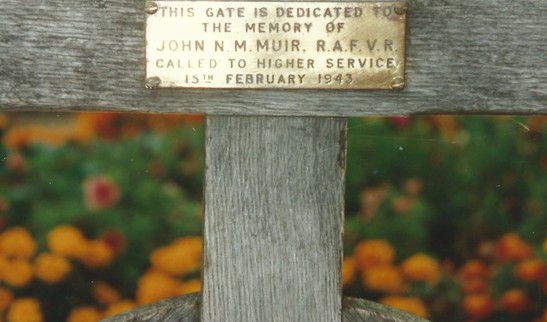 THIS GATE IS DEDICATED TO
THE MEMORY OF
JOHN N. M. MUIR. R.A.F.V.R.
CALLED TO HIGHER SERVICE
15TH FEBRUARY 1943